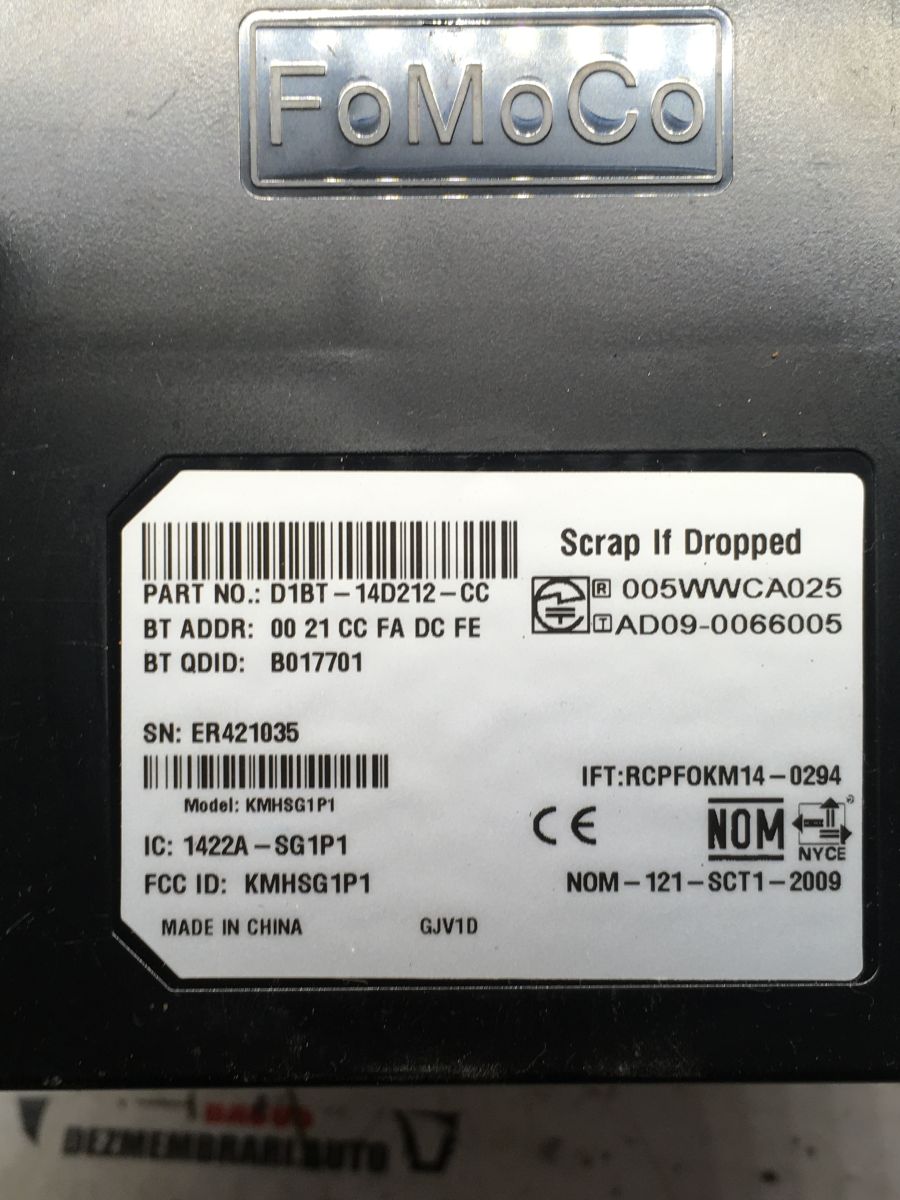 FoMoCo
Scrap If Dropped
PART NO.: D1BT-14D212-CC
R 005WWCA025
BT ADDR: 00 21 CC FA DC FE
T AD09-0066005
BT QDID: B017701
SN: ER421035
IFT:RCPFOKM14-0294
Model: KMHSG1P1
CE NOM
NYCE
IC: 1422A-SG1P1
FCC ID: KMHSG1P1
NOM-121-SCT1-2009
MADE IN CHINA GJV1D
DEZMEMBRARI AUTO